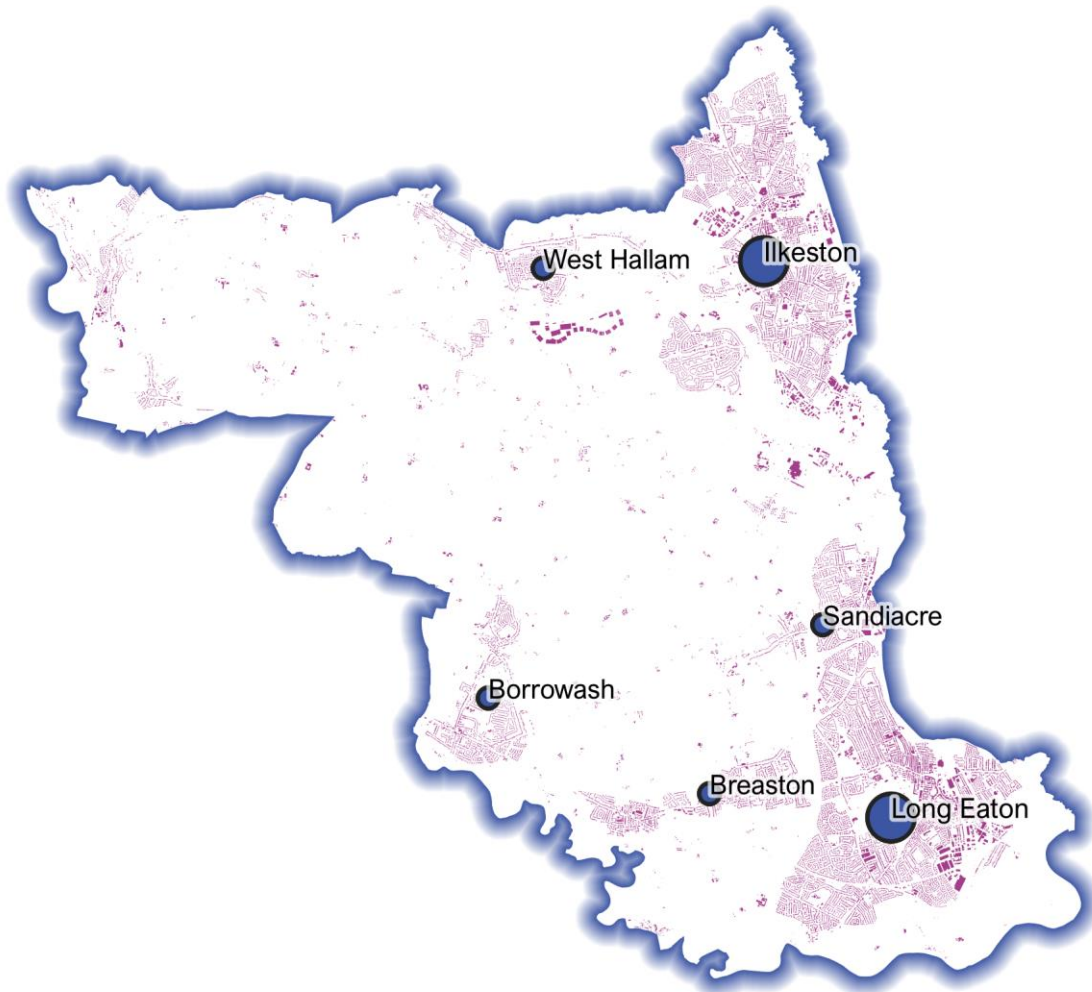 West Hallam
Ilkeston
Sandiacre
Borrowash
Breaston
Long Eaton